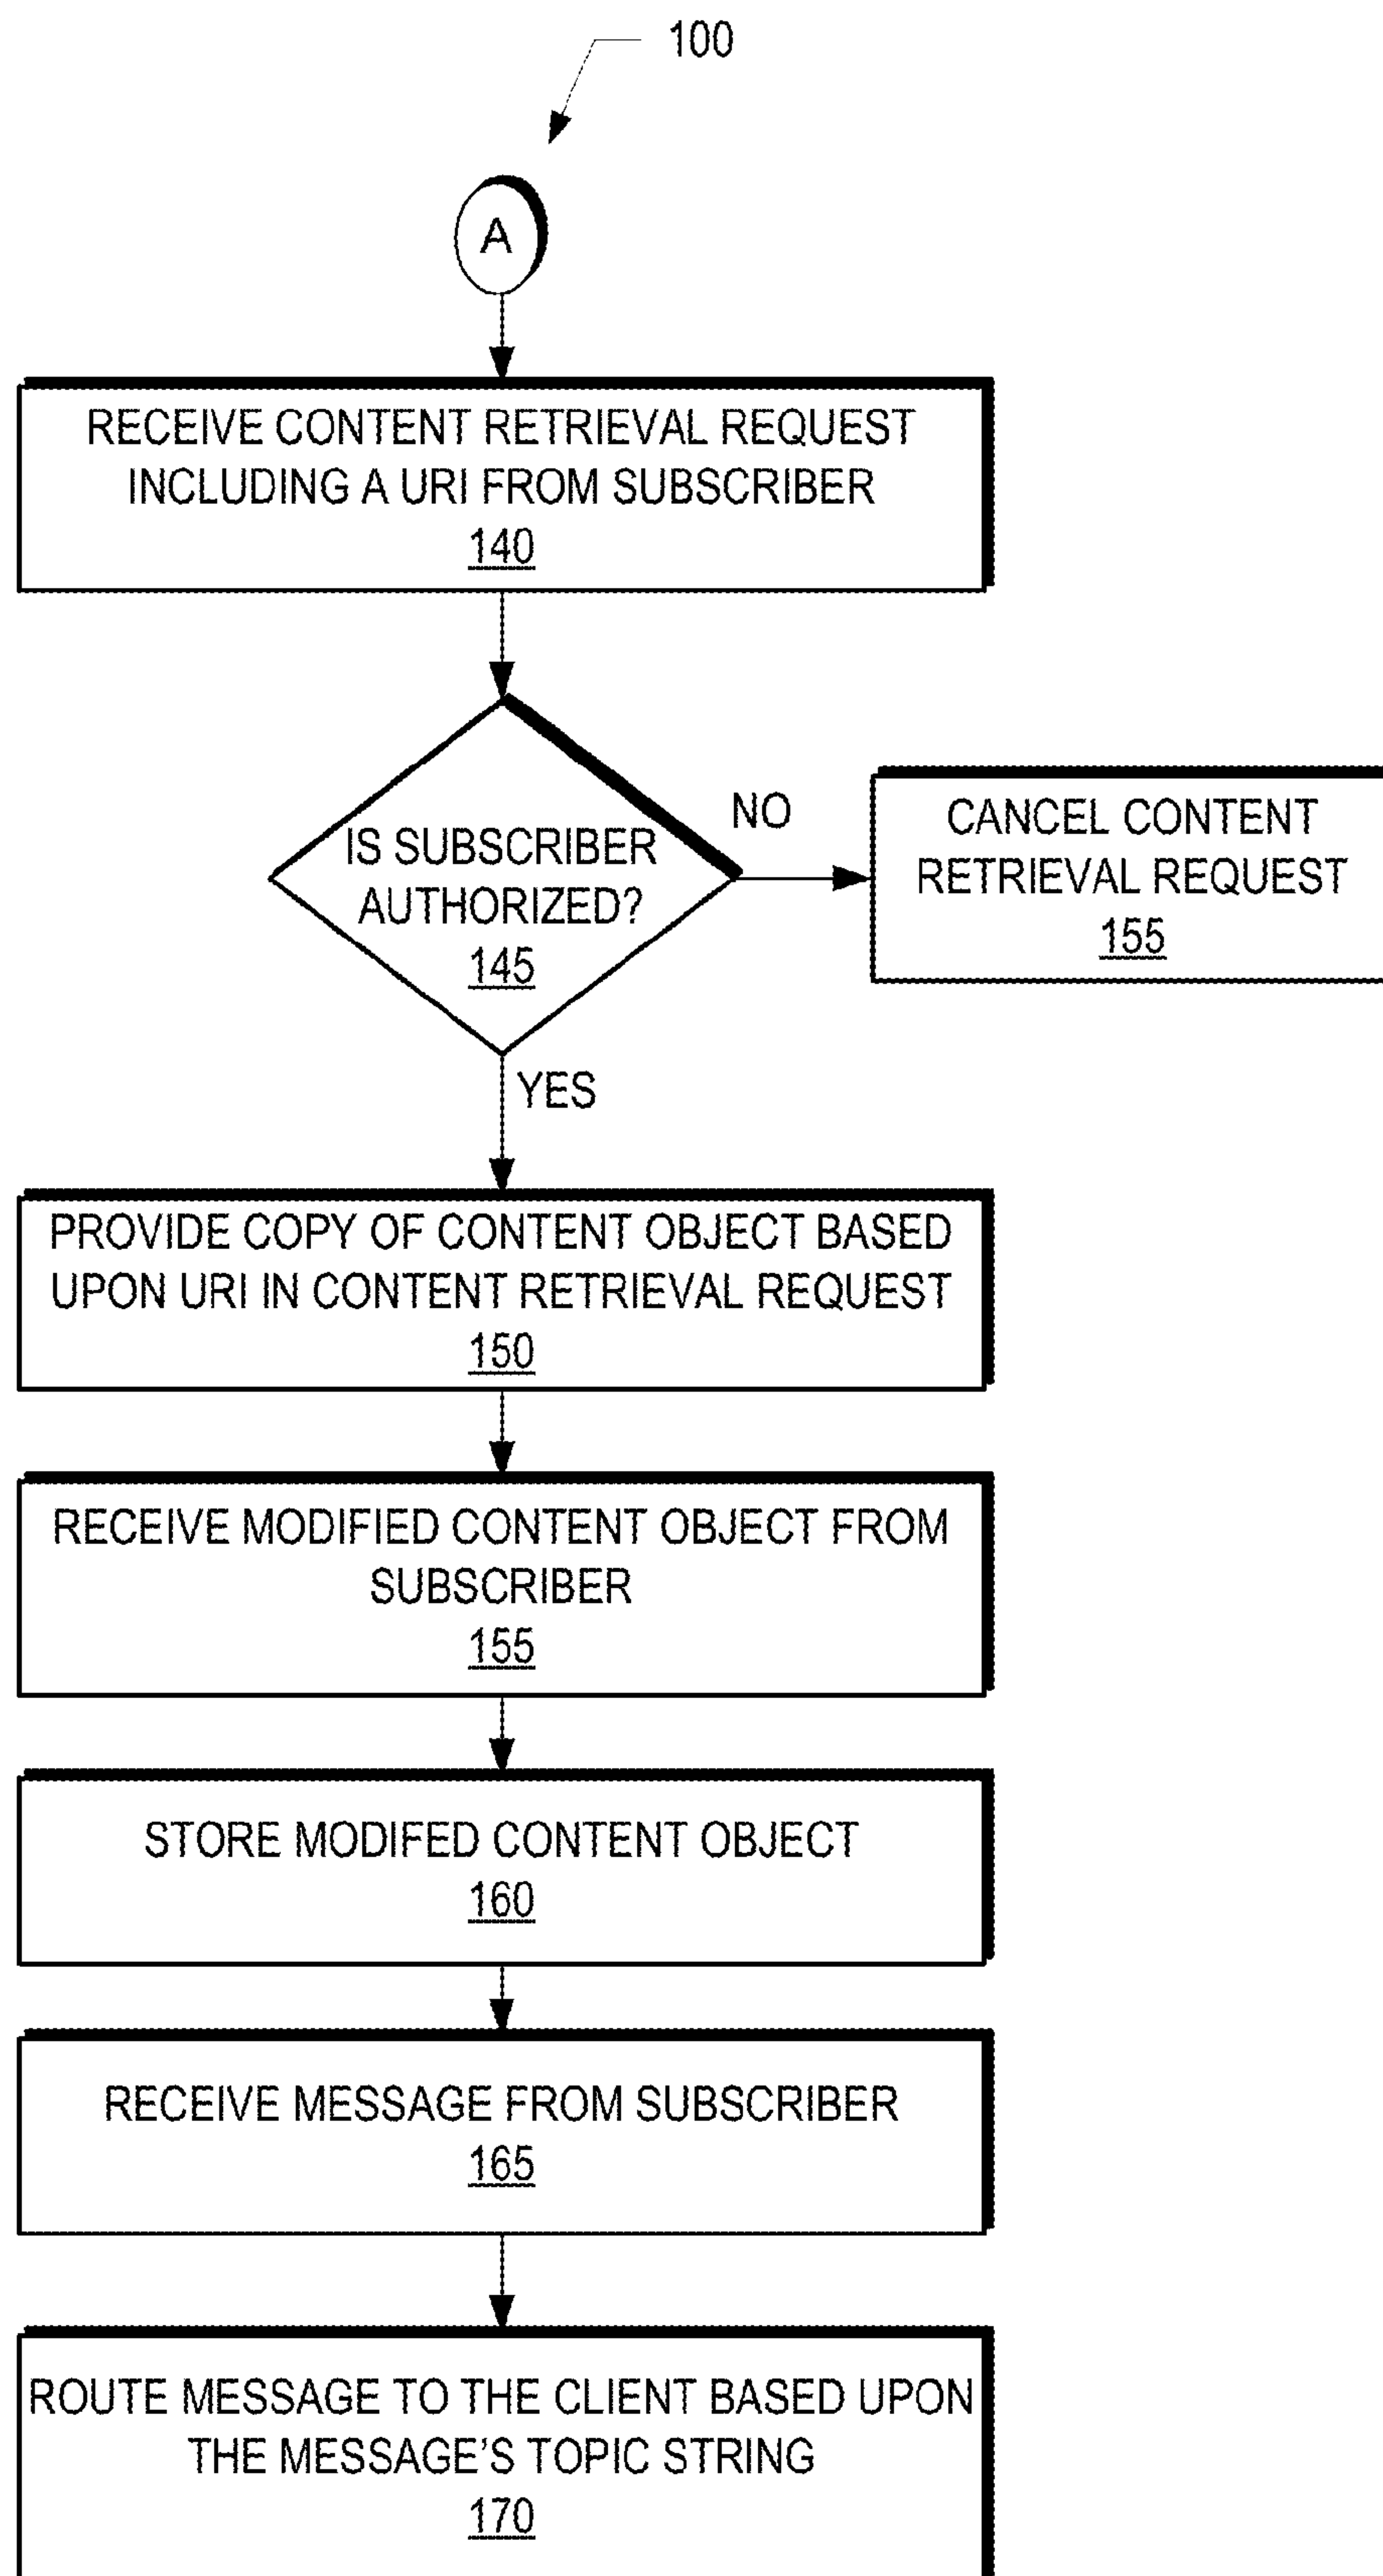 100
A
RECEIVE CONTENT RETRIEVAL REQUEST
INCLUDING A URI FROM SUBSCRIBER
140
IS SUBSCRIBER
AUTHORIZED?
145
NO
CANCEL CONTENT
RETRIEVAL REQUEST
155
YES
PROVIDE COPY OF CONTENT OBJECT BASED
UPON URI IN CONTENT RETRIEVAL REQUEST
150
RECEIVE MODIFIED CONTENT OBJECT FROM
SUBSCRIBER
155
STORE MODIFED CONTENT OBJECT
160
RECEIVE MESSAGE FROM SUBSCRIBER
165
ROUTE MESSAGE TO THE CLIENT BASED UPON
THE MESSAGE'S TOPIC STRING
170